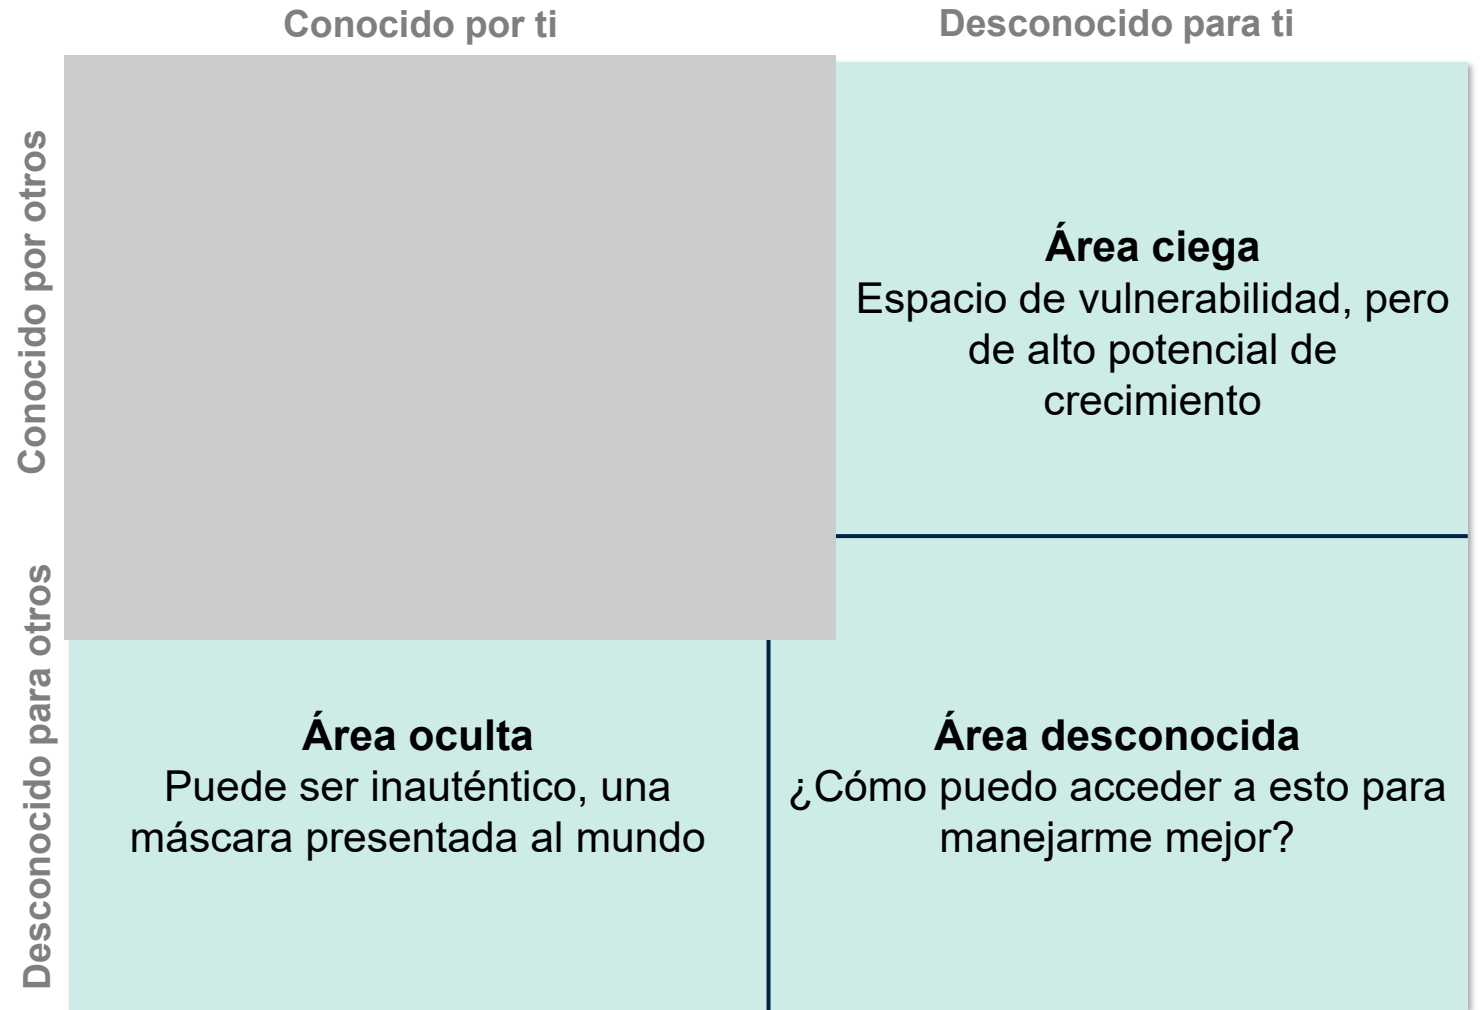 Conocido por ti
Desconocido para ti
Conocido por otros
Área ciega
Espacio de vulnerabilidad, pero
de alto potencial de
crecimiento
Desconocido para otros
Área oculta
Puede ser inauténtico, una
máscara presentada al mundo
Área desconocida
¿Cómo puedo acceder a esto para
manejarme mejor?